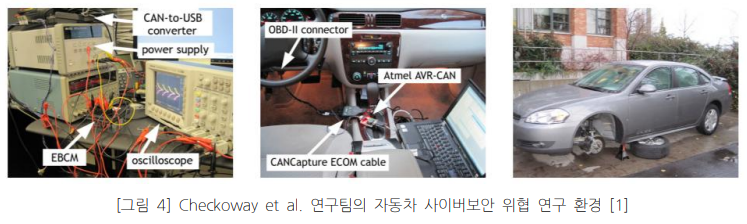 CAN-to-USB
converter
power supply
EBCM
oscilloscope
OBD-II connector
Atmel AVR-CAN
CANCapture ECOM cable
[그림 4] Checkoway et al. 연구팀의 자동차 사이버보안 위협 연구 환경 [1]